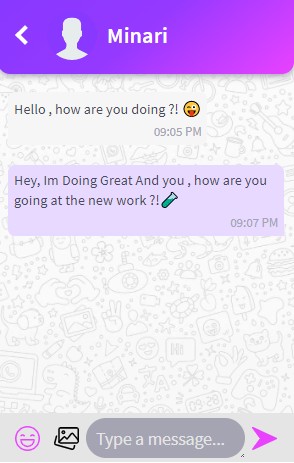 Minari
Hello , how are you doing ?! 😜
09:05 PM
Hey, Im Doing Great And you , how are you
going at the new work ?!🧪
09:07 PM
Type a message...